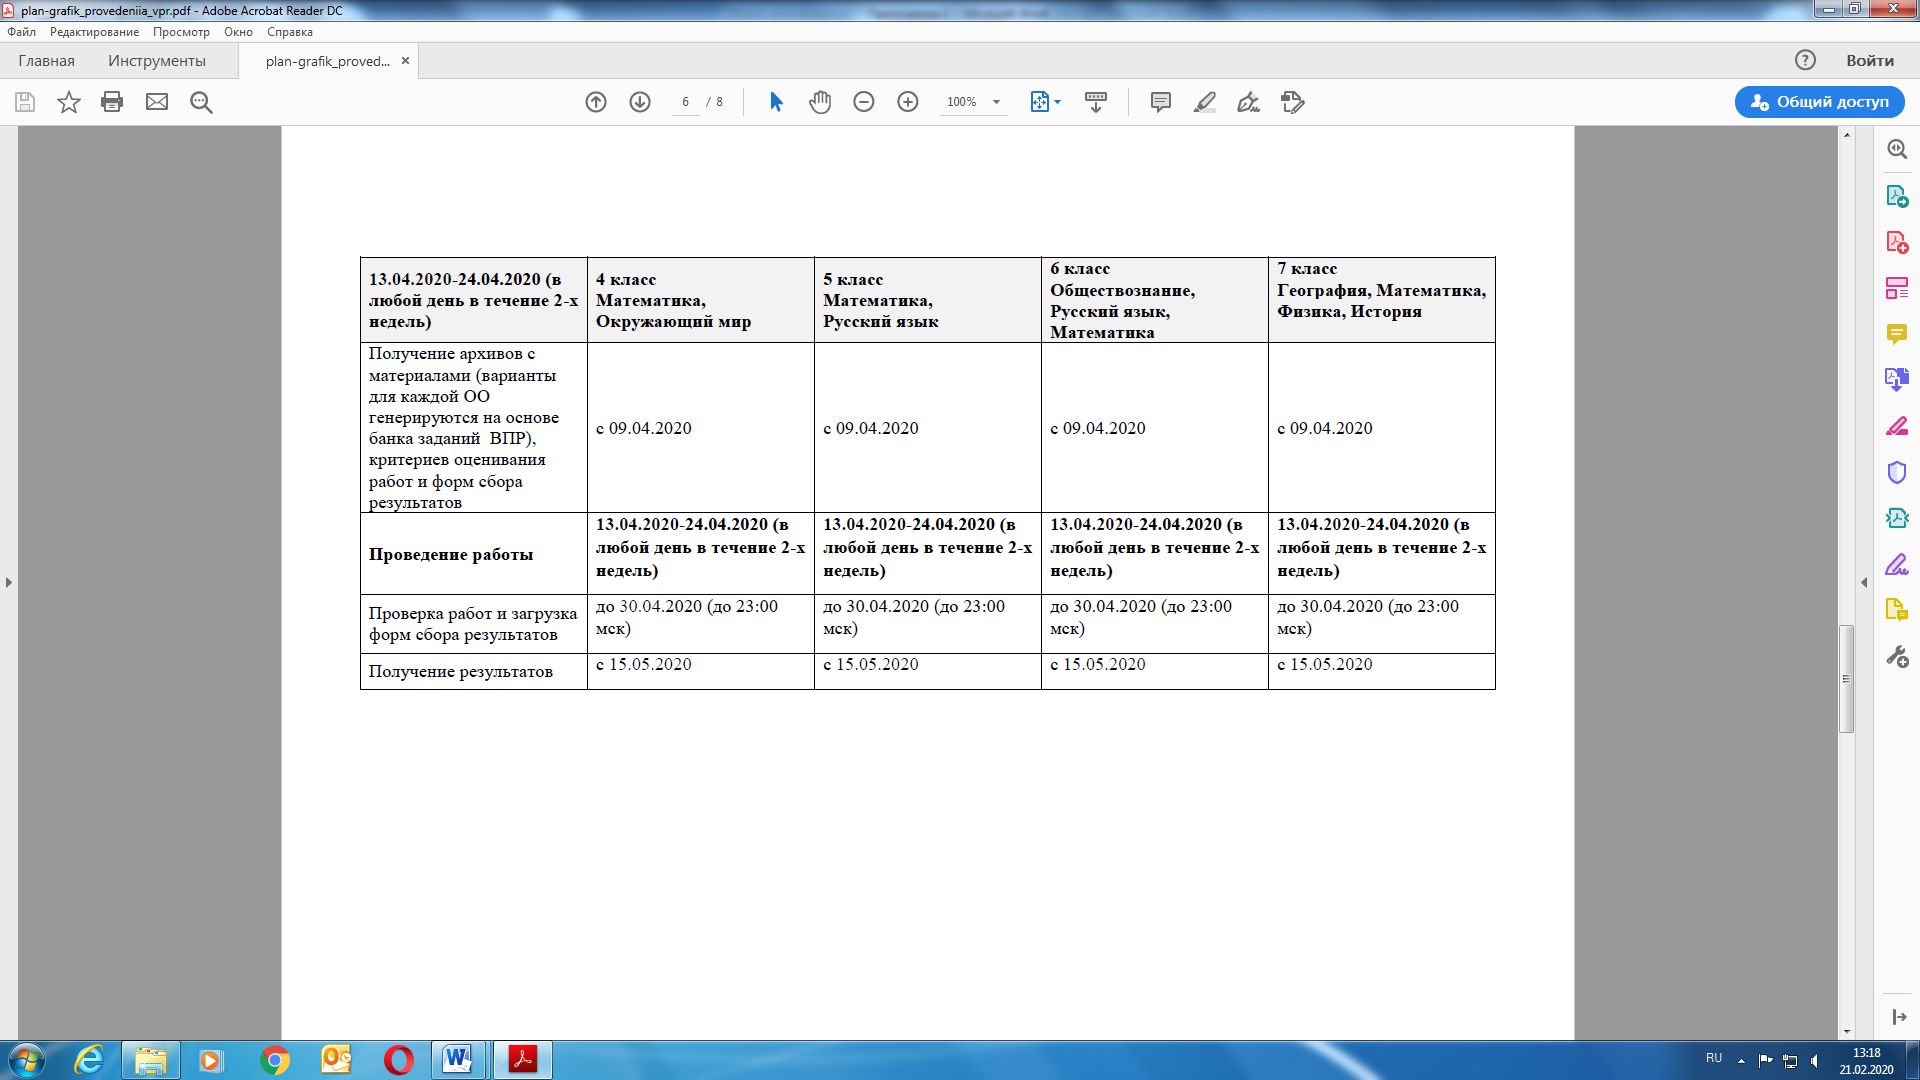 plan-grafik_provedeniia_vpr.pdf - Adobe Acrobat Reader DC
Файл Редактирование Просмотр Окно Справка
Главная Инструменты plan-grafik_proved... ×
Войти
6 / 8 100%
Общий доступ
13.04.2020-24.04.2020 (в
любой день в течение 2-х
недель)
4 класс
Математика,
Окружающий мир
5 класс
Математика,
Русский язык
6 класс
Обществознание,
Русский язык,
Математика
7 класс
География, Математика,
Физика, История
Получение архивов с
материалами (варианты
для каждой ОО
генерируются на основе
банка заданий ВПР),
критериев оценивания
работ и форм сбора
результатов
с 09.04.2020
с 09.04.2020
с 09.04.2020
с 09.04.2020
Проведение работы
13.04.2020-24.04.2020 (в
любой день в течение 2-х
недель)
13.04.2020-24.04.2020 (в
любой день в течение 2-х
недель)
13.04.2020-24.04.2020 (в
любой день в течение 2-х
недель)
13.04.2020-24.04.2020 (в
любой день в течение 2-х
недель)
Проверка работ и загрузка
форм сбора результатов
до 30.04.2020 (до 23:00
мск)
до 30.04.2020 (до 23:00
мск)
до 30.04.2020 (до 23:00
мск)
до 30.04.2020 (до 23:00
мск)
Получение результатов
с 15.05.2020
с 15.05.2020
с 15.05.2020
с 15.05.2020
RU
13:18
21.02.2020